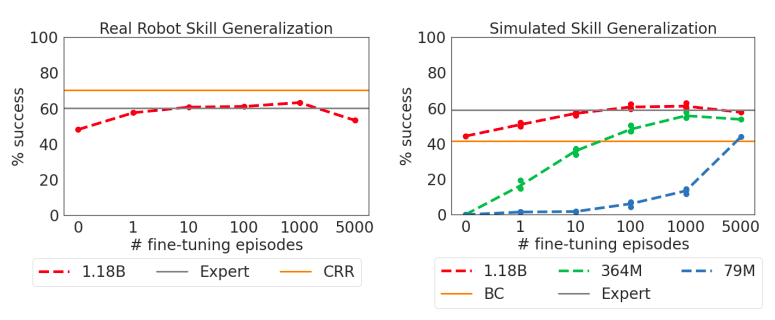 Real Robot Skill Generalization
100
80
60
40
20
0
% success
0 1 10 100 1000 5000
# fine-tuning episodes
1.18B Expert CRR
Simulated Skill Generalization
100
80
60
40
20
0
% success
0 1 10 100 1000 5000
# fine-tuning episodes
1.18B 364M 79M
BC Expert